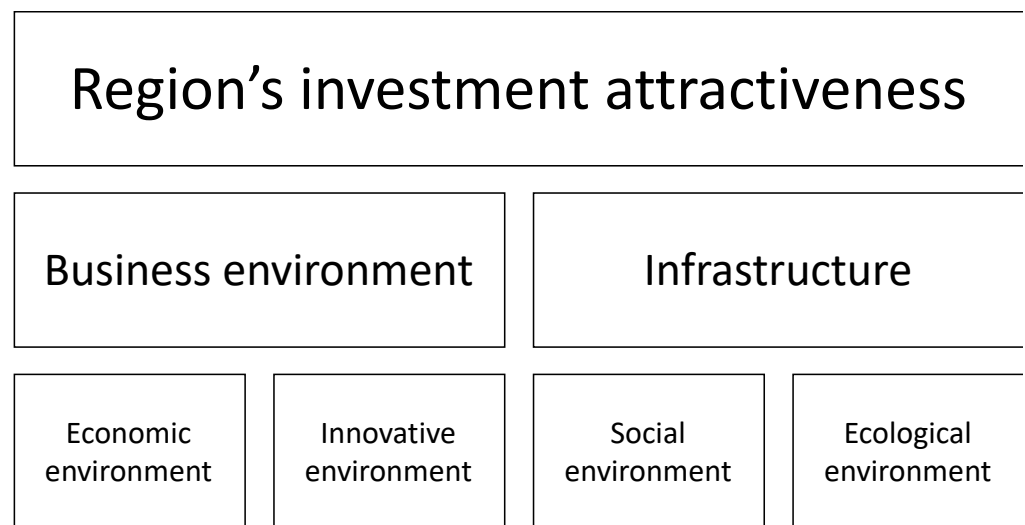 Region’s investment attractiveness
Business environment
Infrastructure
Economic
environment
Innovative
environment
Social
environment
Ecological
environment